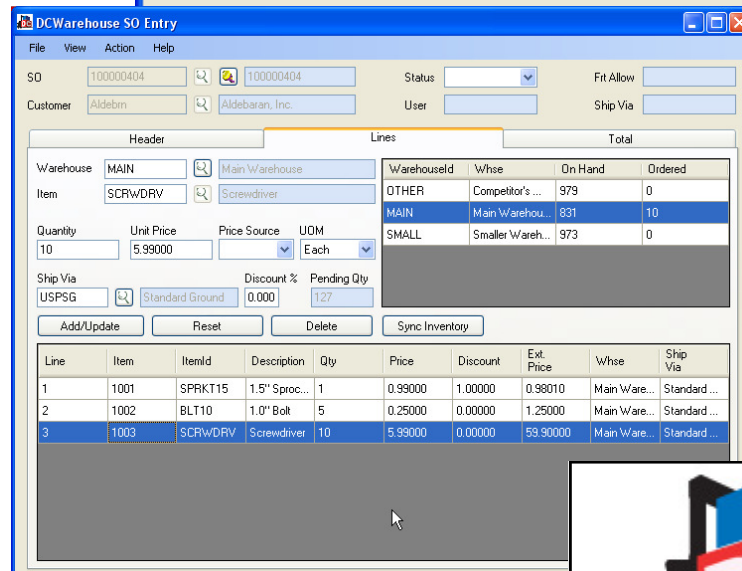 DCWarehouse SO Entry
File View Action Help
SO 100000404 100000404 Status Frt Allow
Customer Aldebrn Aldebaran, Inc. User Ship Via
Header Lines Total
Warehouse MAIN Main Warehouse
Item SCRWDRV Screwdriver
WarehouseId Whse On Hand Ordered
OTHER Competitor's ... 979 0
MAIN Main Warehou... 831 10
SMALL Smaller Wareh... 973 0
Quantity Unit Price Price Source UOM
10 5.99000 Each
Ship Via Discount % Pending Qty
USPSG Standard Ground 0.000 127
Add/Update Reset Delete Sync Inventory
Line Item ItemId Description Qty Price Discount Ext. Price Whse Ship Via
1 1001 SPRKT15 1.5" Sproc... 1 0.99000 1.00000 0.98010 Main Ware... Standard ...
2 1002 BLT10 1.0" Bolt 5 0.25000 0.00000 1.25000 Main Ware... Standard ...
3 1003 SCRWDRV Screwdriver 10 5.99000 0.00000 59.90000 Main Ware... Standard ...